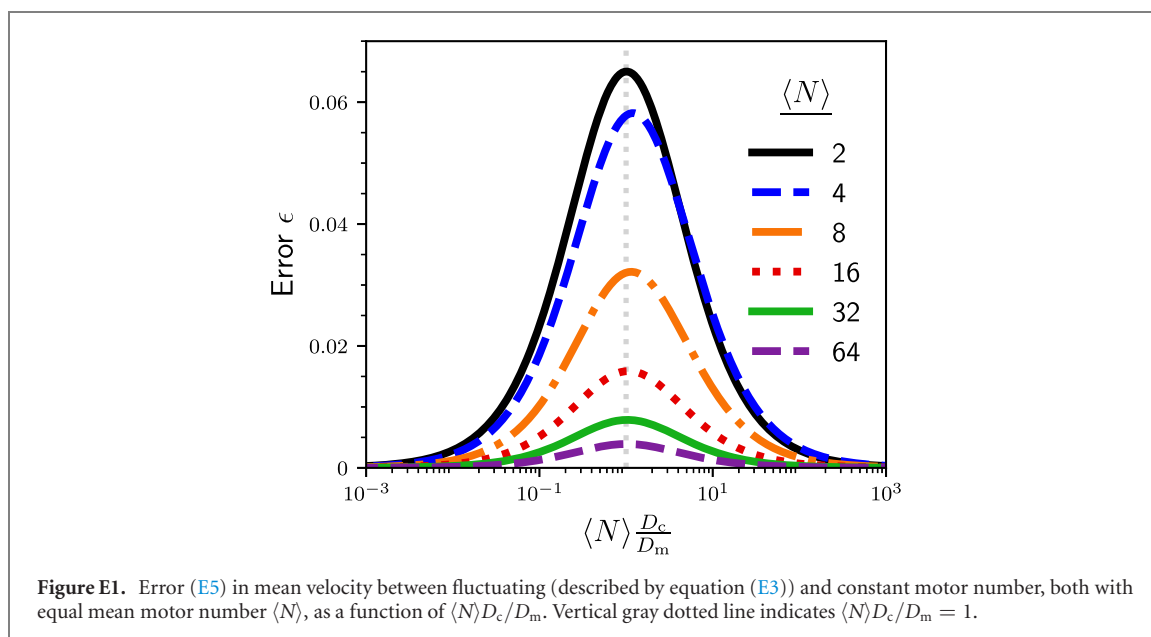 0.06
0.04
0.02
0
Error ϵ
⟨N⟩
2
4
8
16
32
64
10⁻³
10⁻¹
10¹
10³
⟨N⟩ D_c/D_m
Figure E1. Error (E5) in mean velocity between fluctuating (described by equation (E3)) and constant motor number, both with
equal mean motor number ⟨N⟩, as a function of ⟨N⟩D_c/D_m. Vertical gray dotted line indicates ⟨N⟩D_c/D_m = 1.